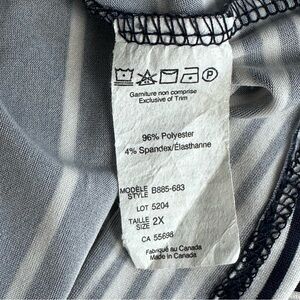 Garniture non comprise
Exclusive of Trim
96% Polyester
4% Spandex/Élasthanne
MODÈLE
STYLE B885-683
LOT 5204
TAILLE
SIZE 2X
CA 55698
Fabriqué au Canada
Made in Canada